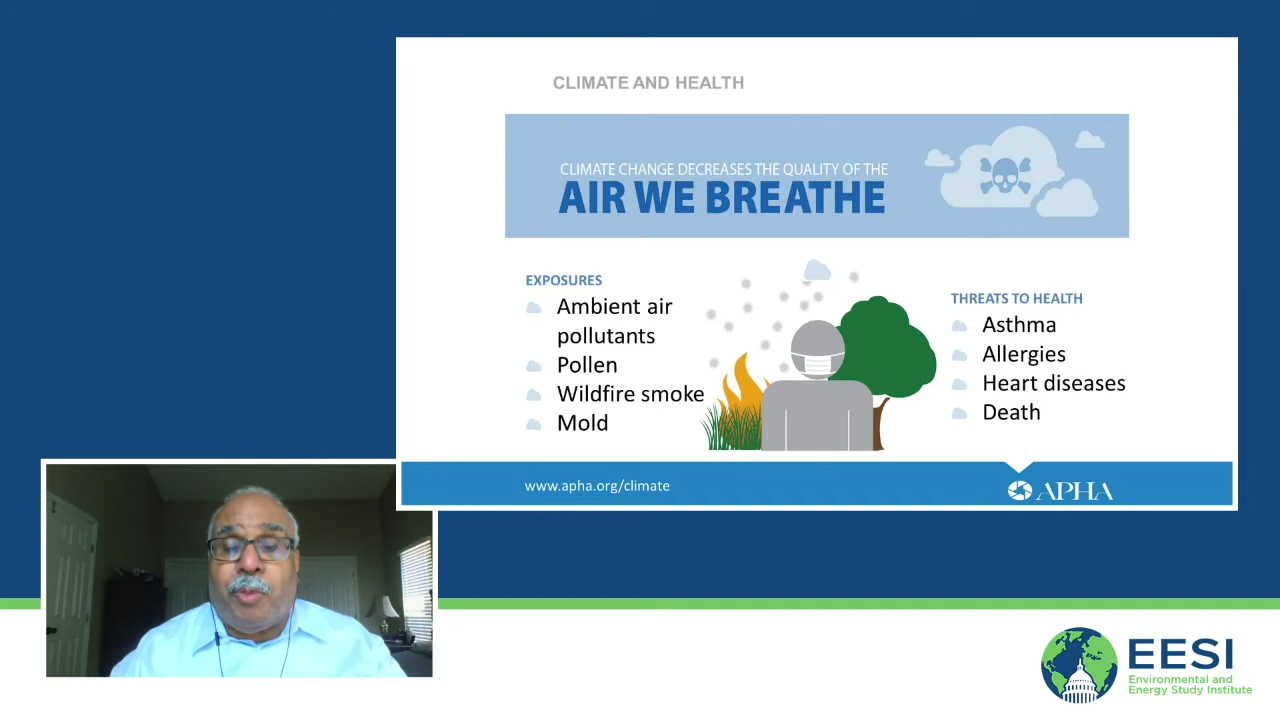 CLIMATE AND HEALTH
CLIMATE CHANGE DECREASES THE QUALITY OF THE
AIR WE BREATHE
EXPOSURES
Ambient air
pollutants
Pollen
Wildfire smoke
Mold
THREATS TO HEALTH
Asthma
Allergies
Heart diseases
Death
www.apha.org/climate
APHA
EESI
Environmental and
Energy Study Institute